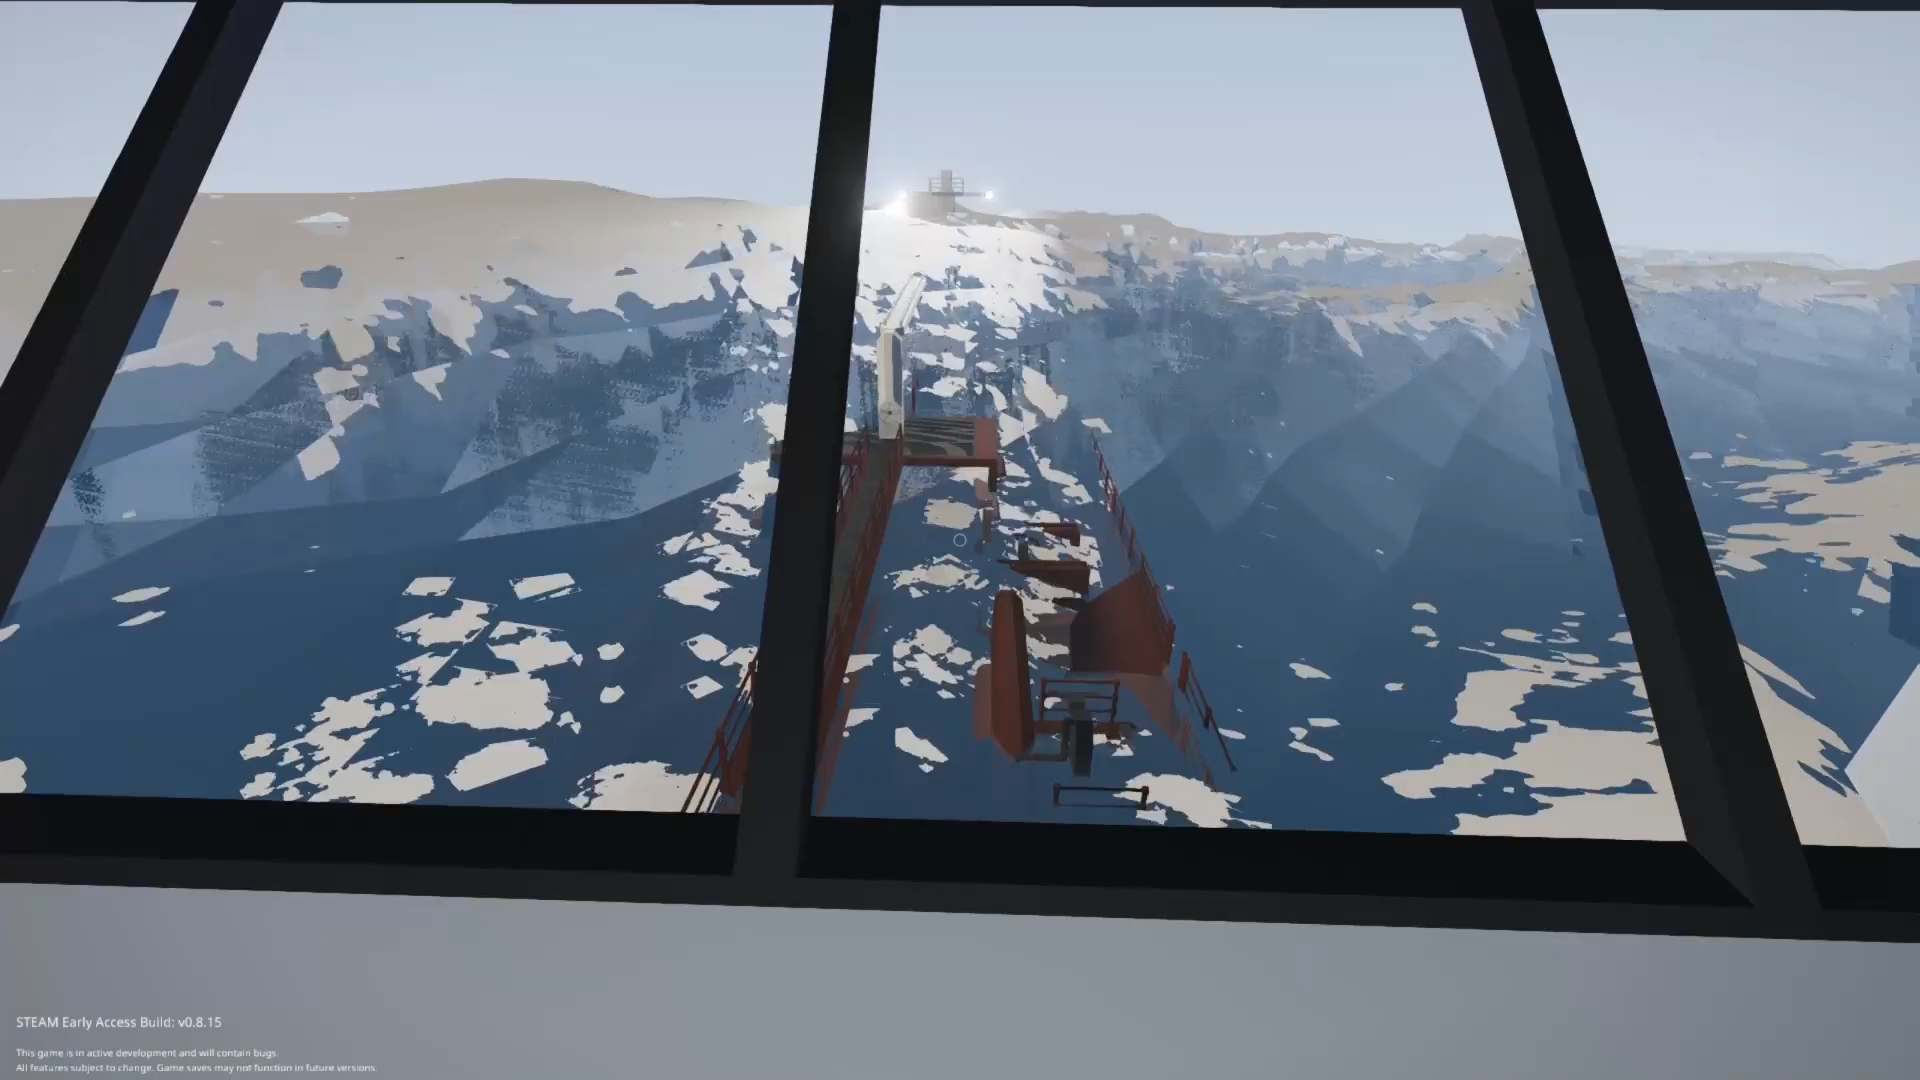 STEAM Early Access Build: v0.8.15
This game is in active development and will contain bugs.
All features subject to change. Game saves may not function in future versions.